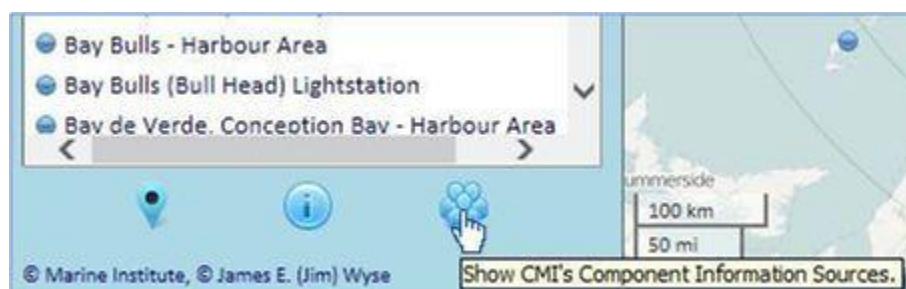 Bay Bulls - Harbour Area
Bay Bulls (Bull Head) Lightstation
Bay de Verde, Conception Bay - Harbour Area
ummerside
100 km
50 mi
© Marine Institute, © James E. (Jim) Wyse
Show CMI's Component Information Sources.